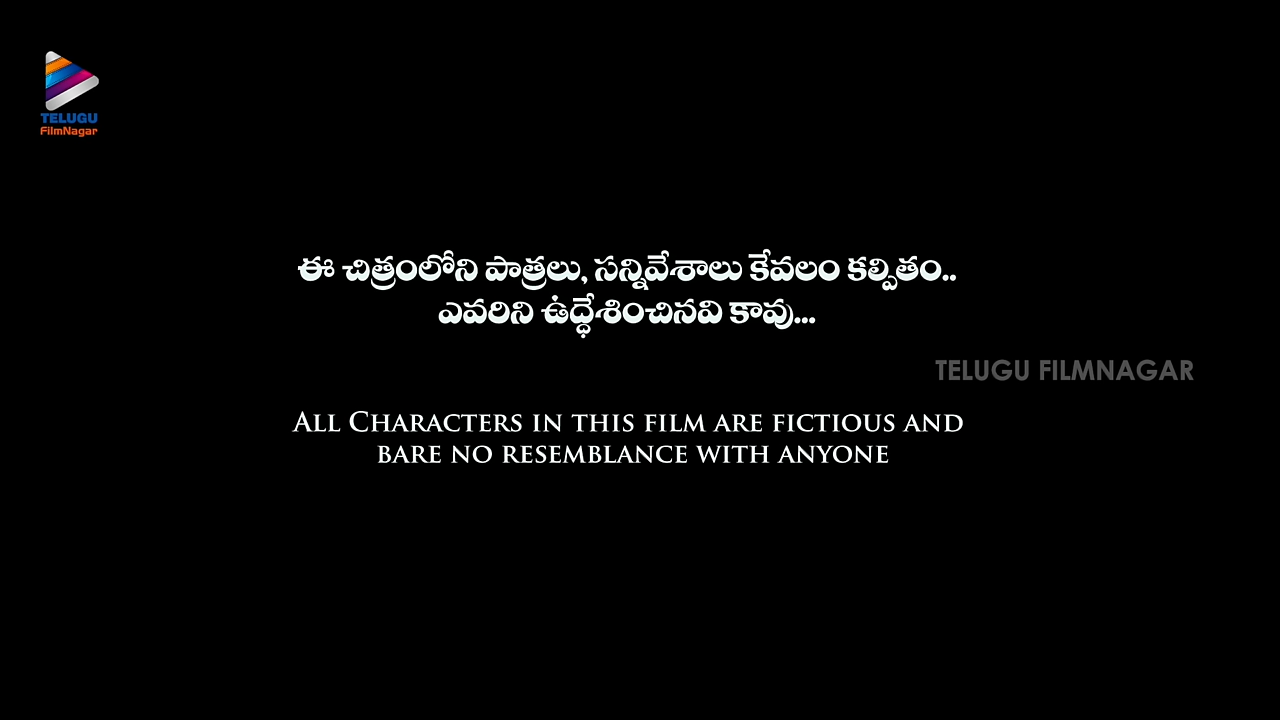 TELUGU
FilmNagar
ఈ చిత్రంలోని పాత్రలు, సన్నివేశాలు కేవలం కల్పితం..
ఎవరిని ఉద్ధేశించినవి కావు...
TELUGU FILMNAGAR
ALL CHARACTERS IN THIS FILM ARE FICTIOUS AND
BARE NO RESEMBLANCE WITH ANYONE